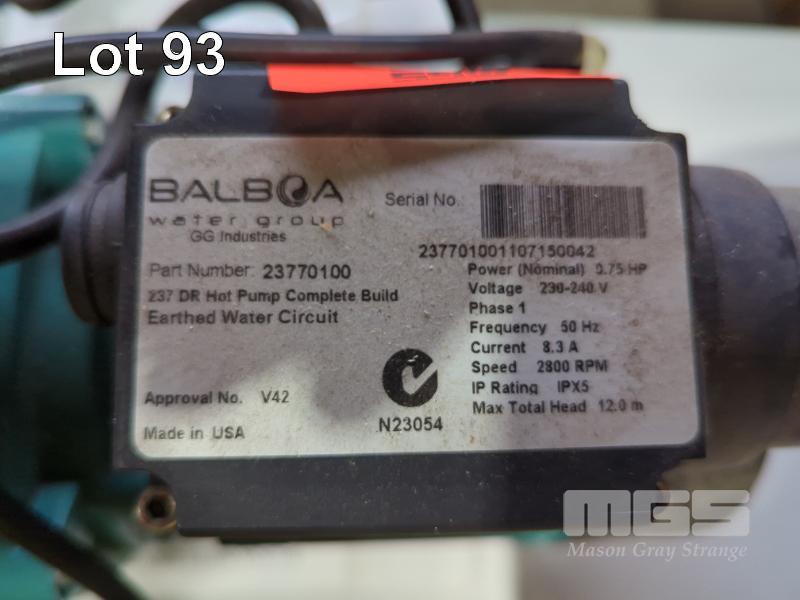 Lot 93
BALBOA
water group
GG Industries
Serial No.
237701001107150042
Part Number: 23770100
237 DR Hot Pump Complete Build
Earthed Water Circuit
Power (Nominal) 0.75 HP
Voltage 230-240 V
Phase 1
Frequency 50 Hz
Current 8.3 A
Speed 2800 RPM
IP Rating IPX5
Max Total Head 12.0 m
Approval No. V42
N23054
Made in USA
MGS
Mason Gray Strange